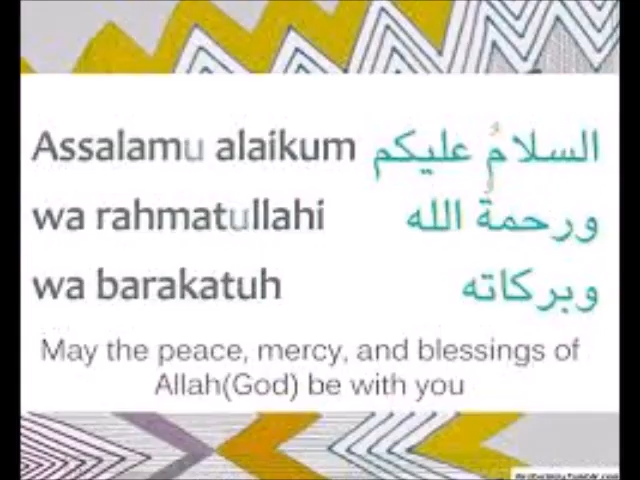 Assalamu alaikum السلامُ عليكم
wa rahmatullahi ورحمةُ الله
wa barakatuh وبركاته
May the peace, mercy, and blessings of
Allah(God) be with you